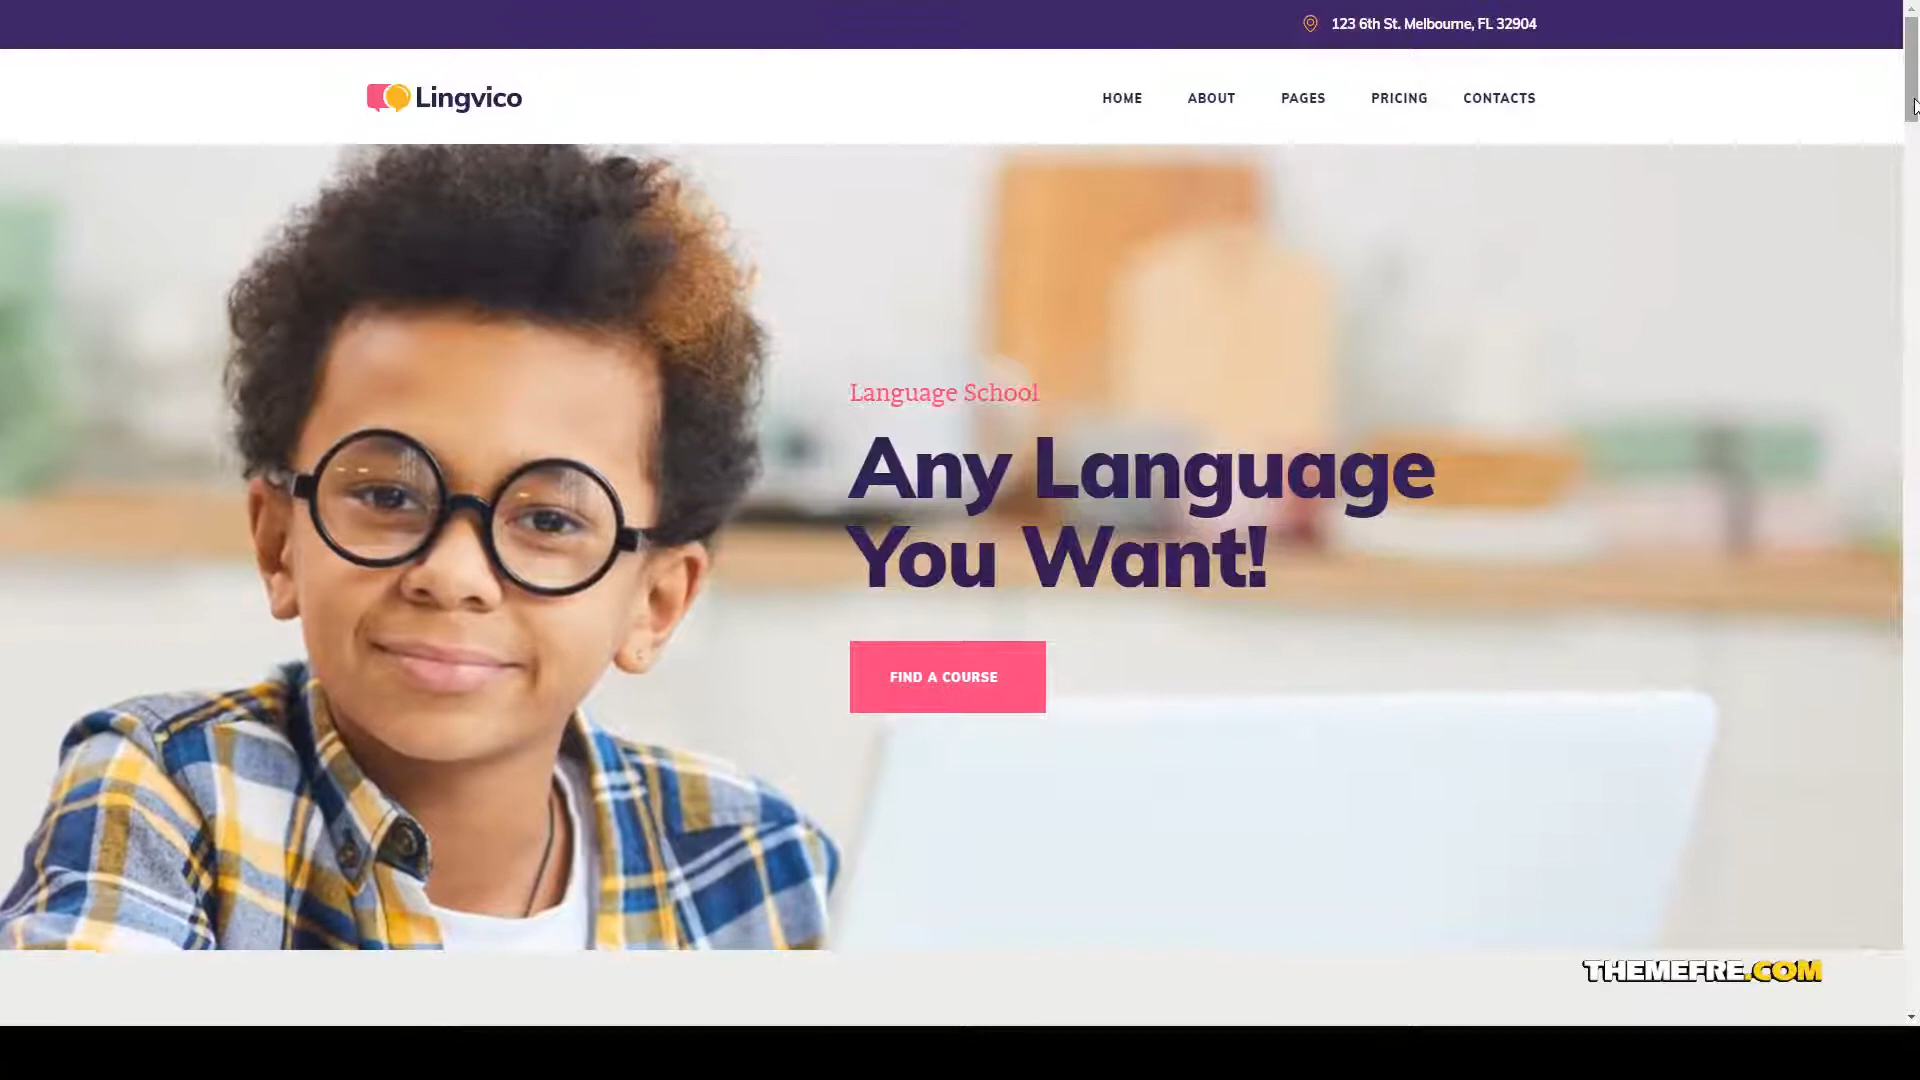 123 6th St. Melbourne, FL 32904
Lingvico
HOME ABOUT PAGES PRICING CONTACTS
Language School
Any Language
You Want!
FIND A COURSE
THEMEFRE.COM